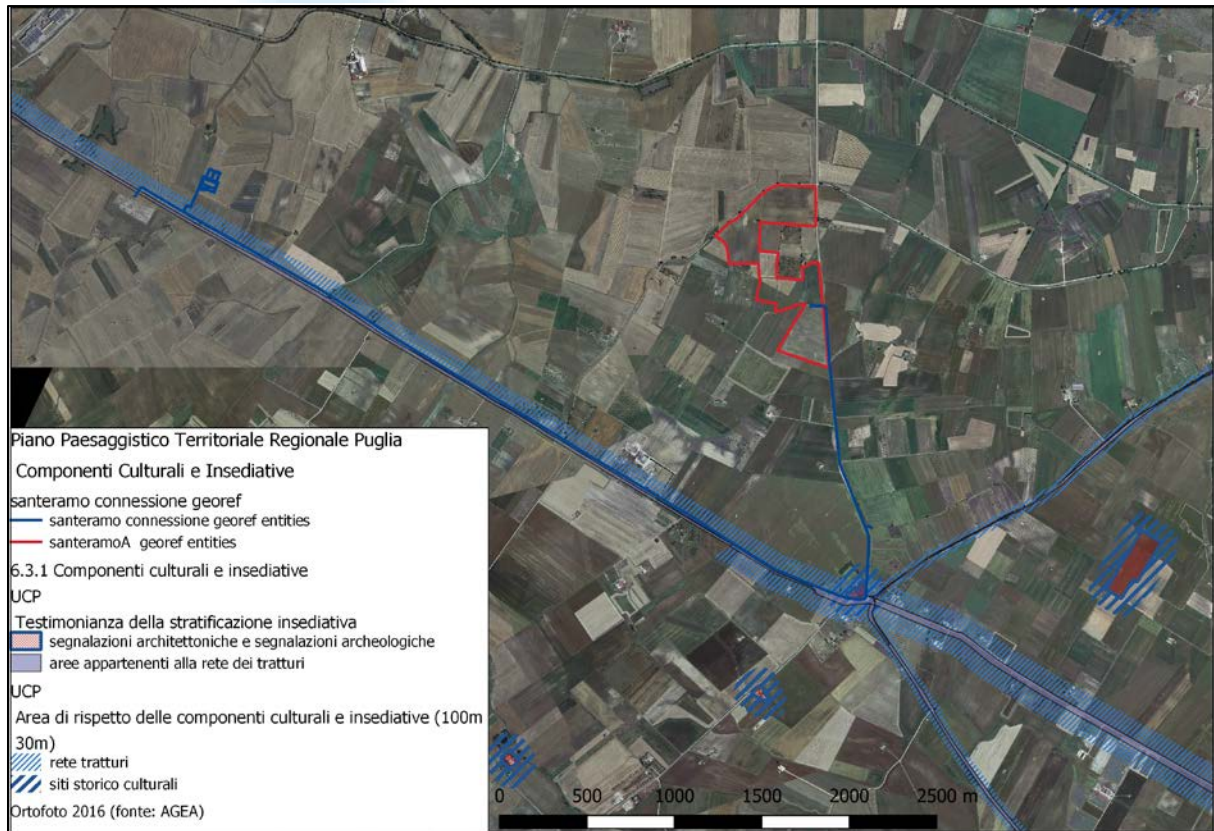 Piano Paesaggistico Territoriale Regionale Puglia
Componenti Culturali e Insediative
santeramo connessione georef
santeramo connessione georef entities
santeramoA georef entities
6.3.1 Componenti culturali e insediative
UCP
Testimonianza della stratificazione insediativa
segnalazioni architettoniche e segnalazioni archeologiche
aree appartenenti alla rete dei tratturi
UCP
Area di rispetto delle componenti culturali e insediative (100m
30m)
rete tratturi
siti storico culturali
Ortofoto 2016 (fonte: AGEA)
0 500 1000 1500 2000 2500 m